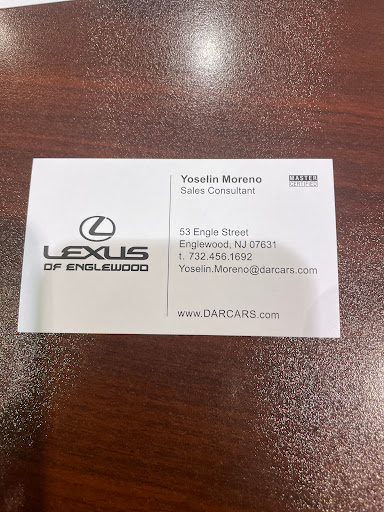 Yoselin Moreno
Sales Consultant
MASTER
CERTIFIED
LEXUS
OF ENGLEWOOD
53 Engle Street
Englewood, NJ 07631
t. 732.456.1692
Yoselin.Moreno@darcars.com
www.DARCARS.com